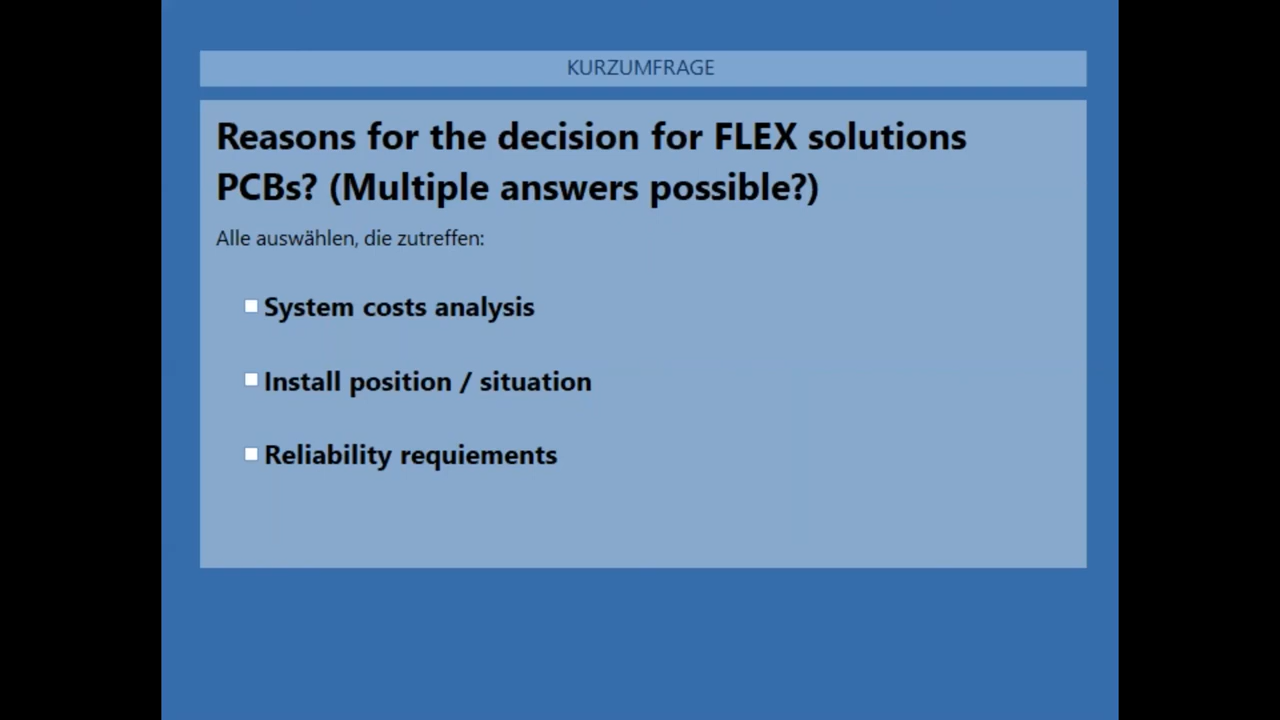 KURZUMFRAGE
Reasons for the decision for FLEX solutions
PCBs? (Multiple answers possible?)
Alle auswählen, die zutreffen:
System costs analysis
Install position / situation
Reliability requiements